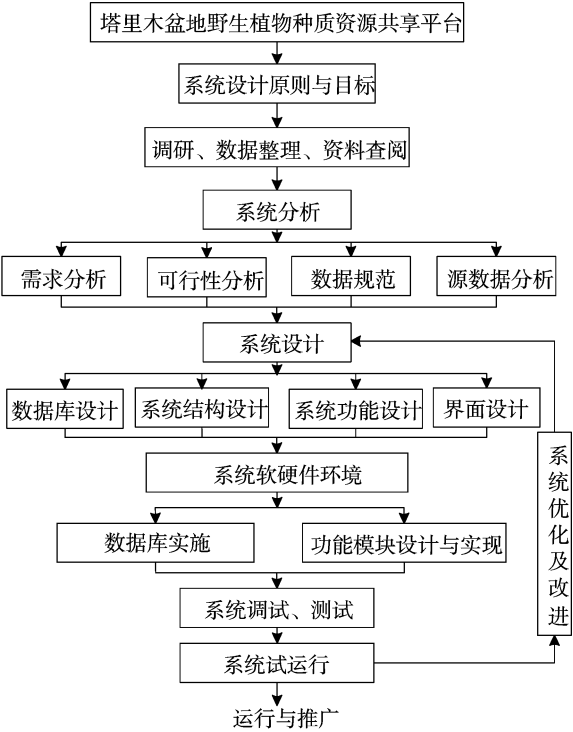 塔里木盆地野生植物种质资源共享平台
系统设计原则与目标
调研、数据整理、资料查阅
系统分析
需求分析
可行性分析
数据规范
源数据分析
系统设计
数据库设计
系统结构设计
系统功能设计
界面设计
系统软硬件环境
数据库实施
功能模块设计与实现
系统优化及改进
系统调试、测试
系统试运行
运行与推广